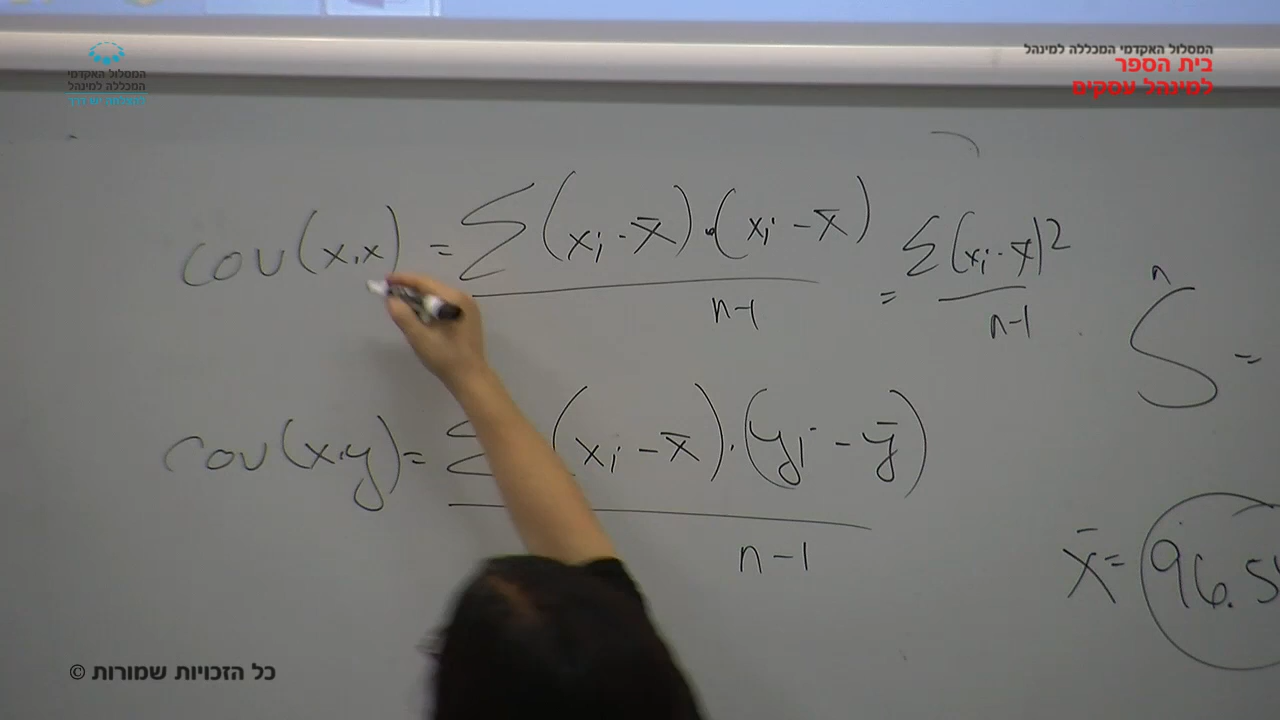 המסלול האקדמי המכללה למינהל
בית הספר
למינהל עסקים
המסלול האקדמי
המכללה למינהל
cov(x,x) = Σ(xi - x̄)·(xi - x̄) / n-1 = Σ(xi - x̄)² / n-1
cov(x,y) = Σ(xi - x̄)·(yi - ȳ) / n-1
n
S =
x̄ = 96.5
כל הזכויות שמורות ©